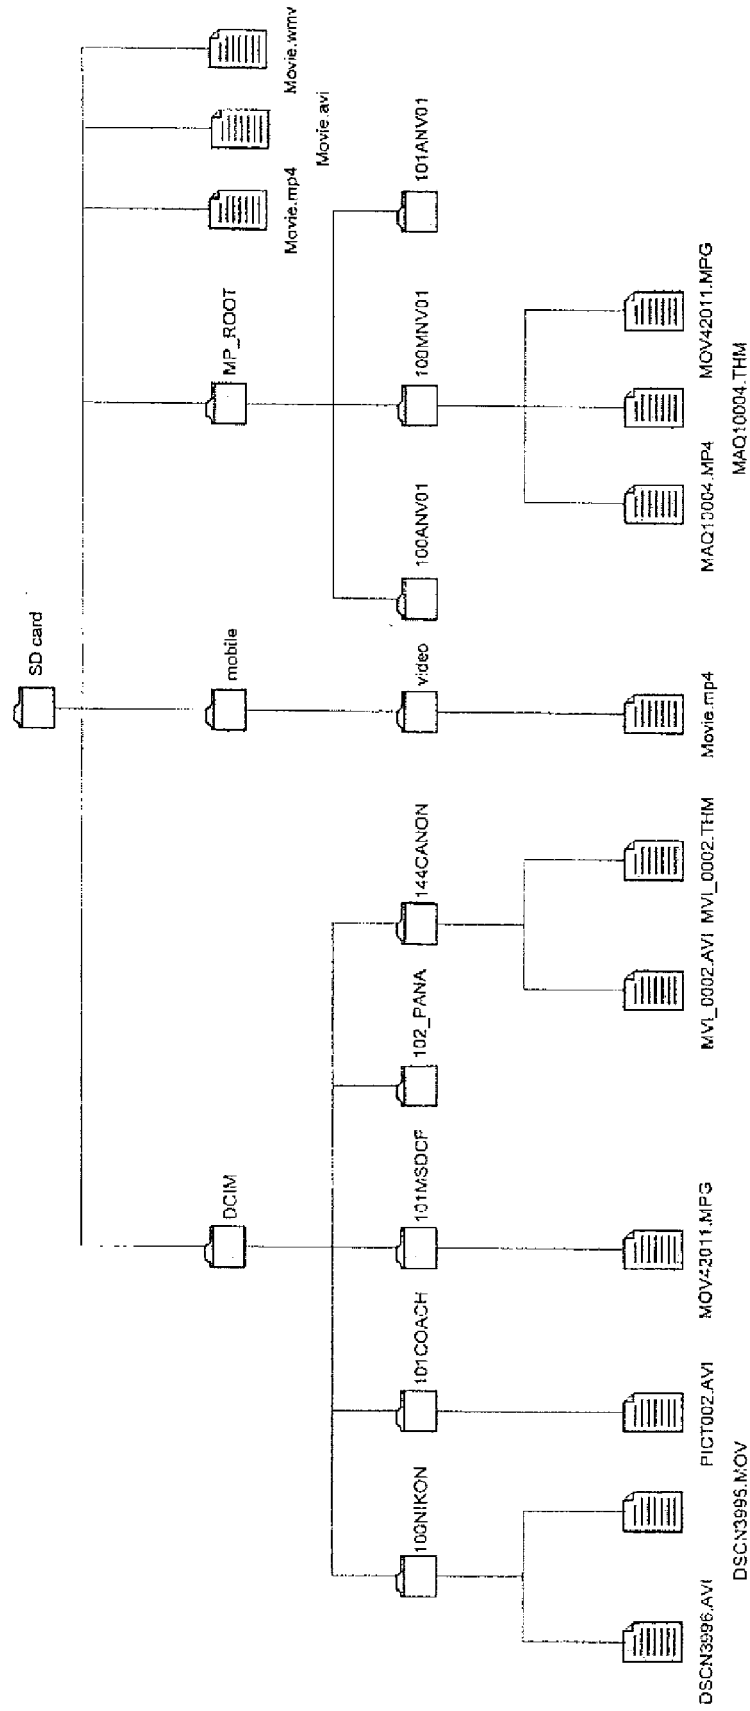 SD card
DCIM
mobile
MP_ROOT
Movie.mp4
Movie.avi
Movie.wmv
100NIKON
101COACH
101MSDCF
102_PANA
144CANON
video
100ANV01
100MNV01
101ANV01
DSCN3996.AVI
DSCN3995.MOV
PICT002.AVI
MOV42011.MPG
MVI_0002.AVI
MVI_0002.THM
Movie.mp4
MAQ10004.MP4
MAQ10004.THM
MOV42011.MPG